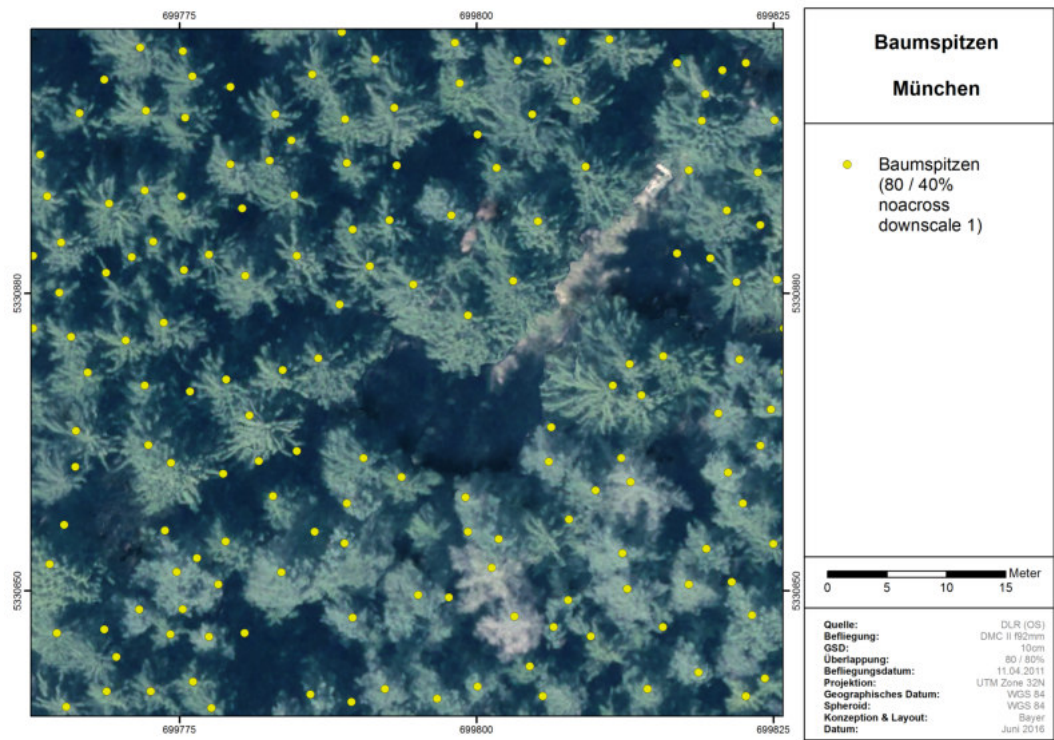 699775 699800 699825
5330880 5330880
5330850 5330850
699775 699800 699825
Baumspitzen
München
Baumspitzen
(80 / 40%
noacross
downscale 1)
Meter
0 5 10 15
Quelle: DLR (OS)
Befliegung: DMC II f92mm
GSD: 10cm
Überlappung: 80 / 80%
Befliegungsdatum: 11.04.2011
Projektion: UTM Zone 32N
Geographisches Datum: WGS 84
Spheroid: WGS 84
Konzeption & Layout: Bayer
Datum: Juni 2016